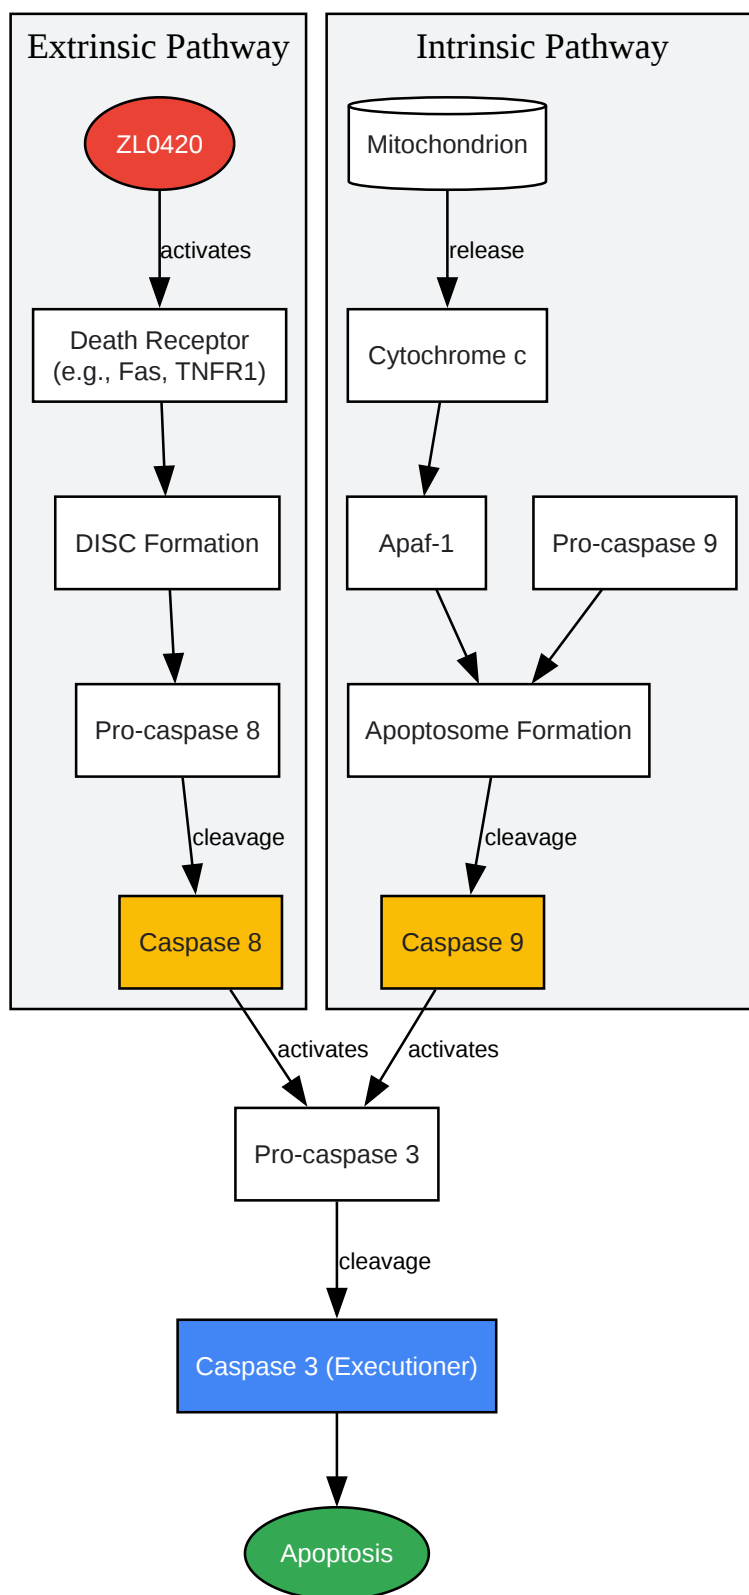 Extrinsic Pathway
ZL0420
activates
Death Receptor
(e.g., Fas, TNFR1)
DISC Formation
Pro-caspase 8
cleavage
Caspase 8
Intrinsic Pathway
Mitochondrion
release
Cytochrome c
Apaf-1
Pro-caspase 9
Apoptosome Formation
cleavage
Caspase 9
activates
activates
Pro-caspase 3
cleavage
Caspase 3 (Executioner)
Apoptosis